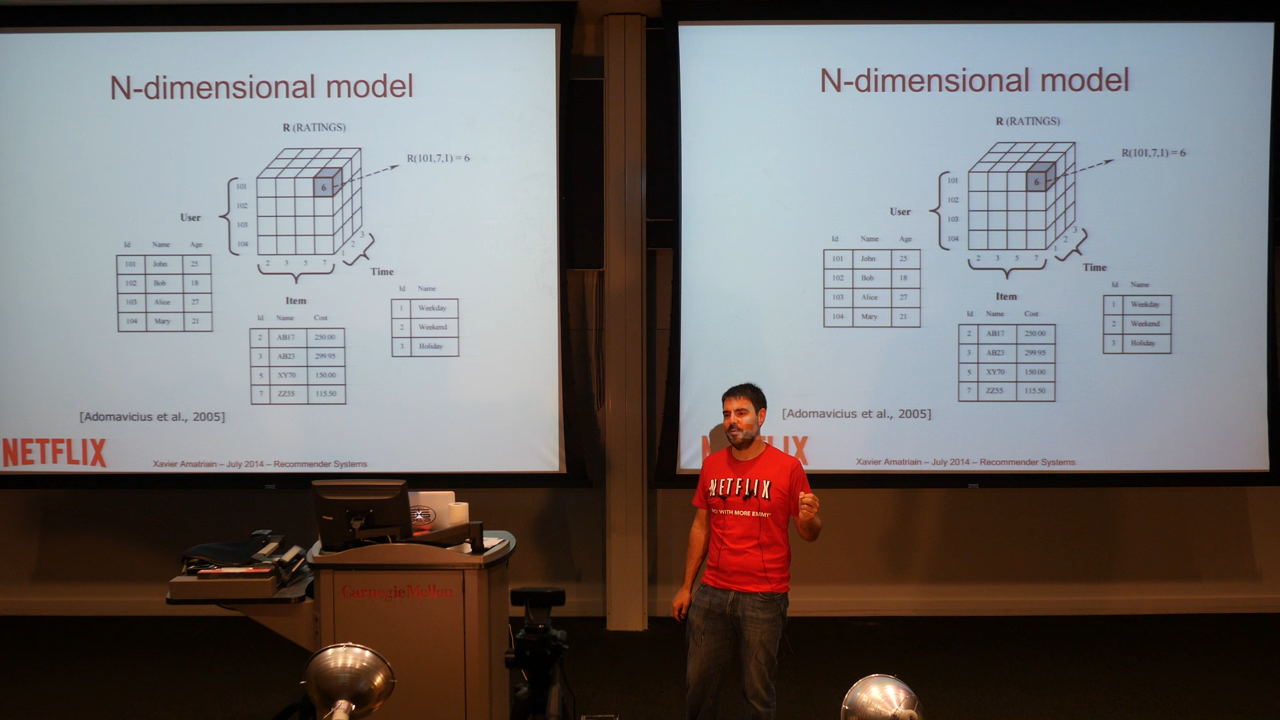 N-dimensional model
R (RATINGS)
R(101,7,1) = 6
6
101
102
103
104
User
2 3 5 7
1
2
3
Time
Item
Id Name Age
101 John 25
102 Bob 18
103 Alice 27
104 Mary 21
Id Name Cost
2 AB17 250.00
3 AB23 299.95
5 XY70 150.00
7 ZZ55 115.50
Id Name
1 Weekday
2 Weekend
3 Holiday
[Adomavicius et al., 2005]
NETFLIX
Xavier Amatriain – July 2014 – Recommender Systems
N-dimensional model
R (RATINGS)
R(101,7,1) = 6
6
101
102
103
104
User
2 3 5 7
1
2
3
Time
Item
Id Name Age
101 John 25
102 Bob 18
103 Alice 27
104 Mary 21
Id Name Cost
2 AB17 250.00
3 AB23 299.95
5 XY70 150.00
7 ZZ55 115.50
Id Name
1 Weekday
2 Weekend
3 Holiday
[Adomavicius et al., 2005]
Xavier Amatriain – July 2014 – Recommender Systems
NETFLIX
WITH MORE EMMY
Carnegie Mellon